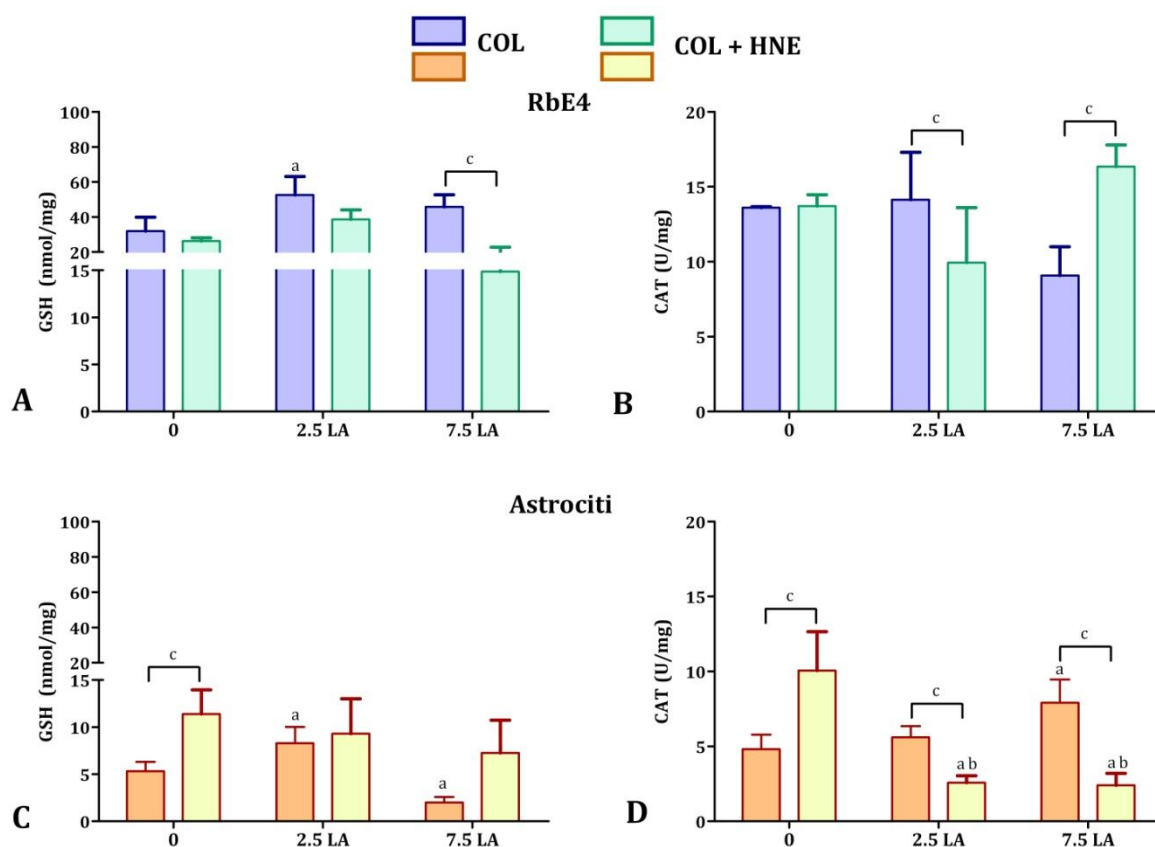 COL
COL + HNE
RbE4
100
80
60
40
20
15
10
5
0
GSH (nmol/mg)
a
c
A
0
2.5 LA
7.5 LA
20
15
10
5
0
CAT (U/mg)
c
c
B
0
2.5 LA
7.5 LA
Astrociti
100
80
60
40
20
15
10
5
0
GSH (nmol/mg)
c
a
a
C
0
2.5 LA
7.5 LA
20
15
10
5
0
CAT (U/mg)
c
c
c
a
a b
a b
D
0
2.5 LA
7.5 LA